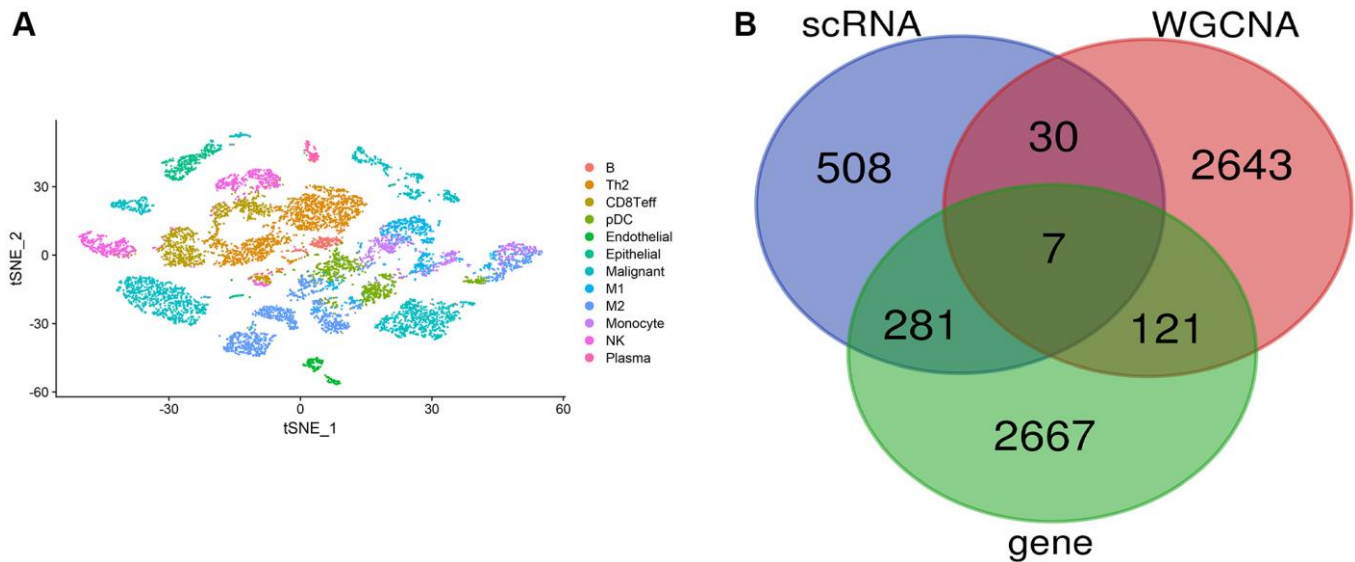 A
tSNE_2
30
0
-30
-60
-30
0
30
60
tSNE_1
B
Th2
CD8Teff
pDC
Endothelial
Epithelial
Malignant
M1
M2
Monocyte
NK
Plasma
B
scRNA
WGCNA
508
30
2643
7
281
121
2667
gene